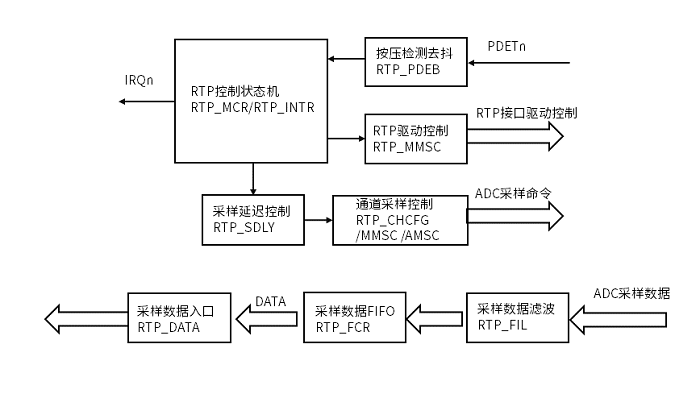 PDETn
按压检测去抖
RTP_PDEB
IRQn
RTP控制状态机
RTP_MCR/RTP_INTR
RTP接口驱动控制
RTP驱动控制
RTP_MMSC
ADC采样命令
通道采样控制
RTP_CHCFG
/MMSC /AMSC
采样延迟控制
RTP_SDLY
ADC采样数据
DATA
采样数据入口
RTP_DATA
采样数据FIFO
RTP_FCR
采样数据滤波
RTP_FIL